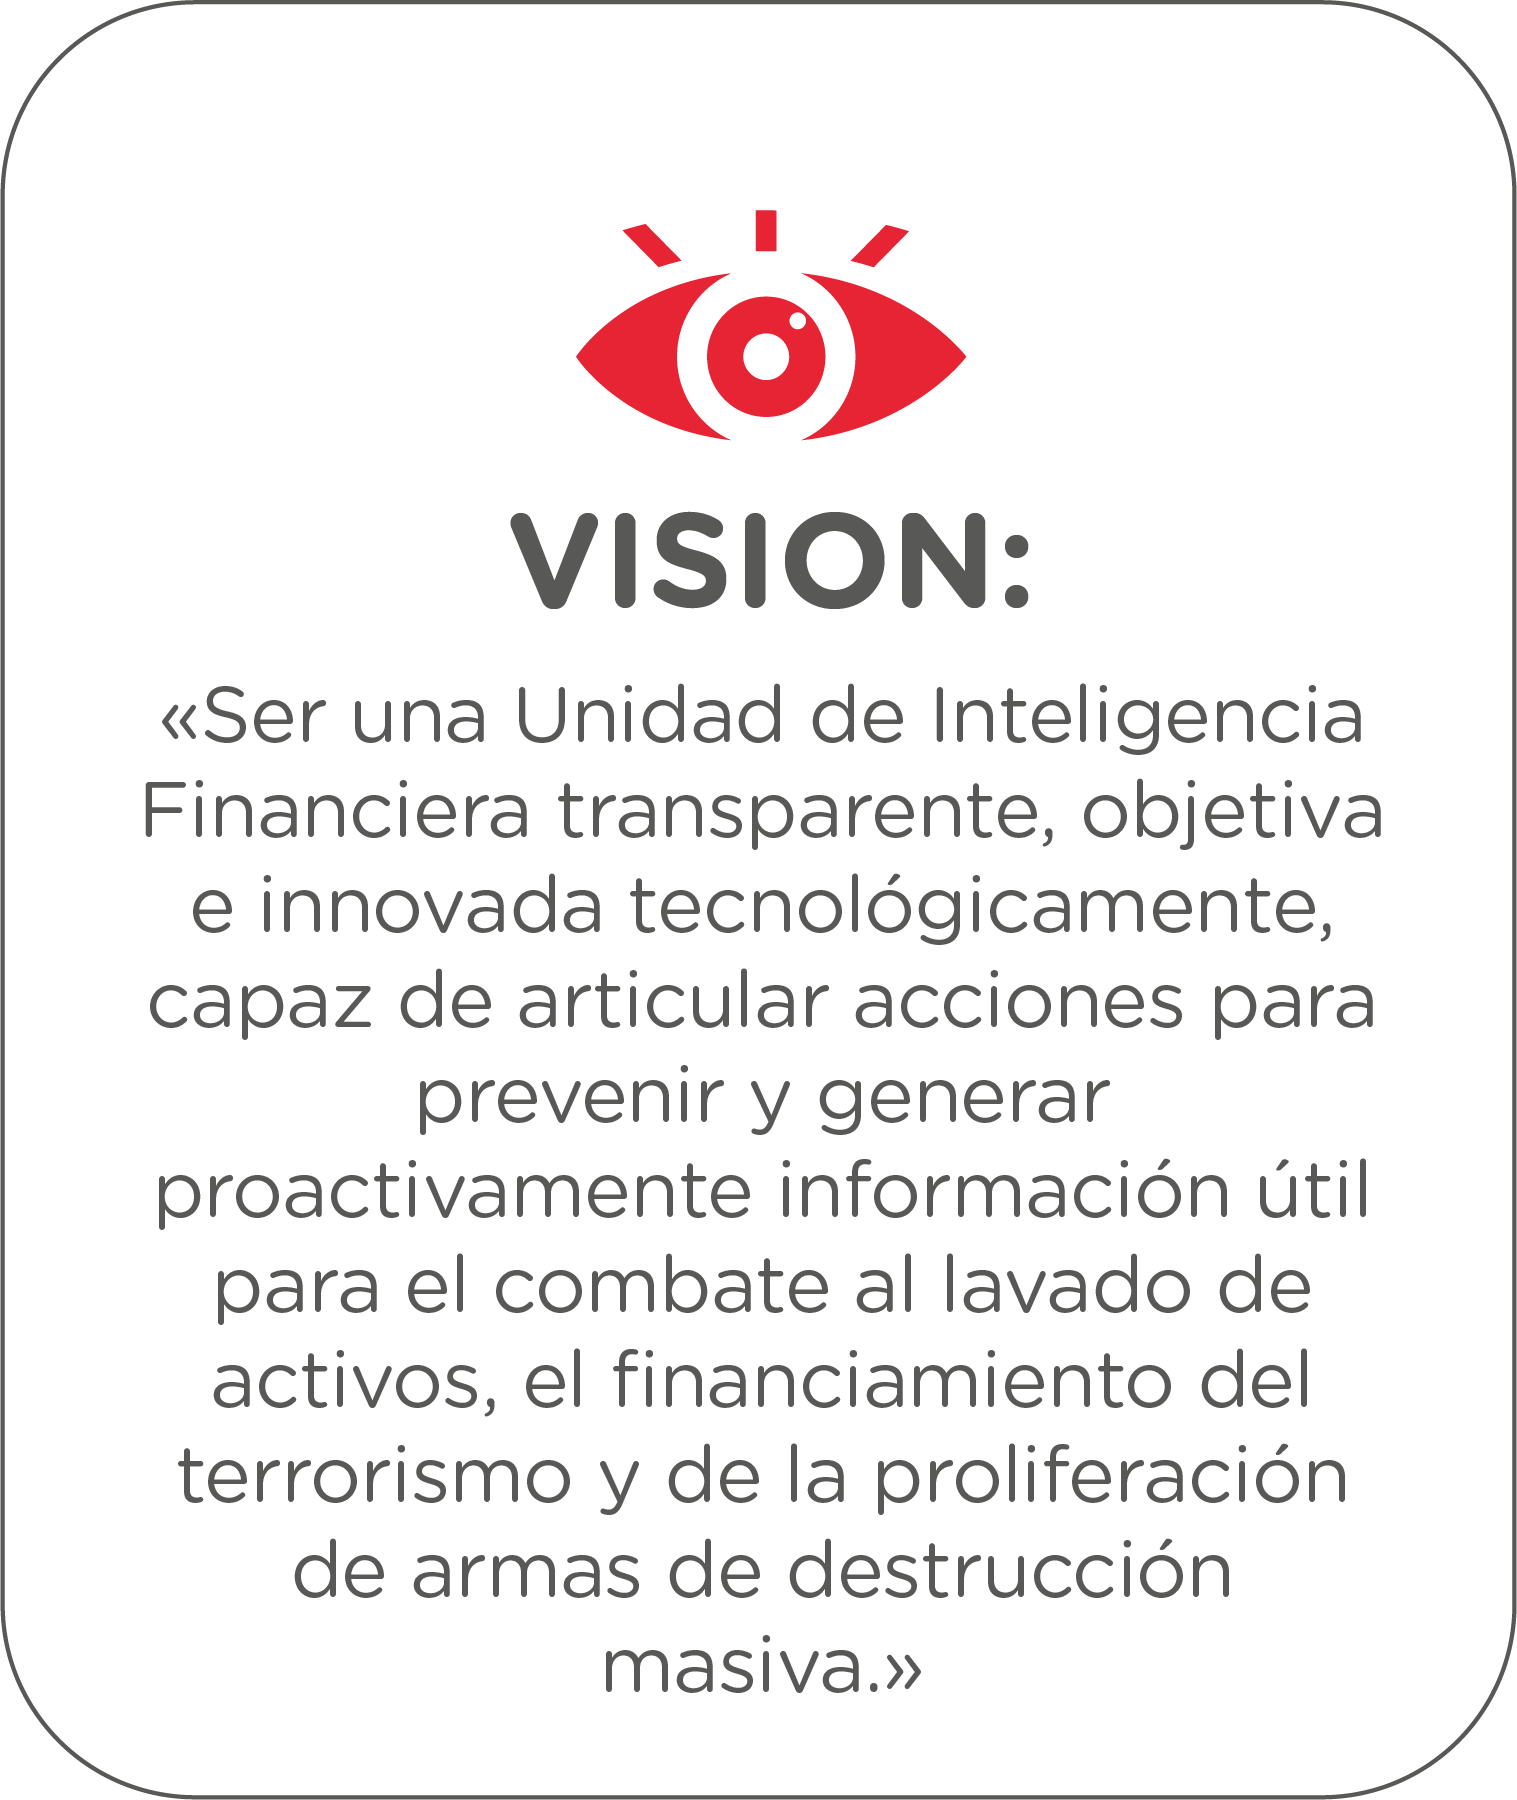 VISION:
«Ser una Unidad de Inteligencia
Financiera transparente, objetiva
e innovada tecnológicamente,
capaz de articular acciones para
prevenir y generar
proactivamente información útil
para el combate al lavado de
activos, el financiamiento del
terrorismo y de la proliferación
de armas de destrucción
masiva.»